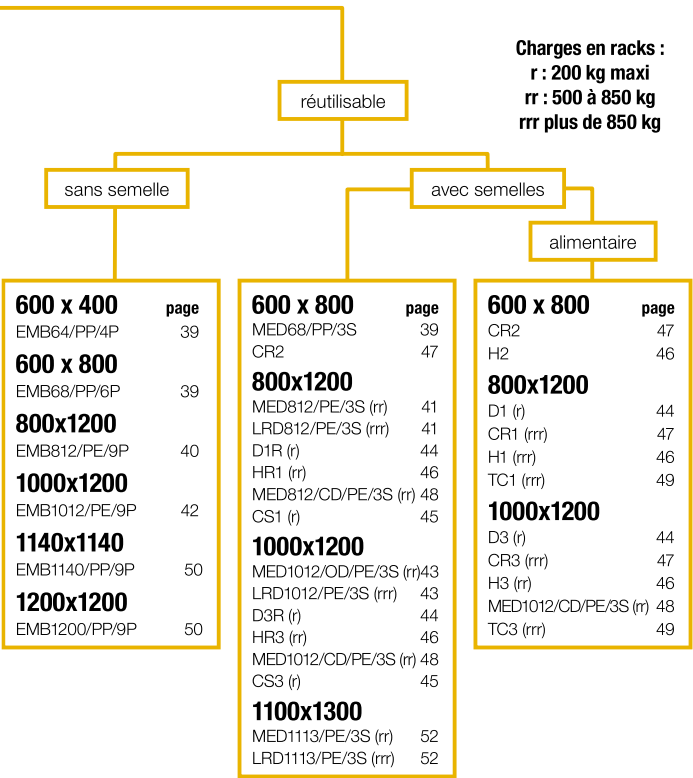 Charges en racks :
r : 200 kg maxi
rr : 500 à 850 kg
rrr plus de 850 kg
réutilisable
sans semelle
avec semelles
alimentaire
600 x 400 page
EMB64/PP/4P 39
600 x 800
EMB68/PP/6P 39
800x1200
EMB812/PE/9P 40
1000x1200
EMB1012/PE/9P 42
1140x1140
EMB1140/PP/9P 50
1200x1200
EMB1200/PP/9P 50
600 x 800 page
MED68/PP/3S 39
CR2 47
800x1200
MED812/PE/3S (rr) 41
LRD812/PE/3S (rrr) 41
D1R (r) 44
HR1 (rr) 46
MED812/CD/PE/3S (rr) 48
CS1 (r) 45
1000x1200
MED1012/OD/PE/3S (rr)43
LRD1012/PE/3S (rrr) 43
D3R (r) 44
HR3 (rr) 46
MED1012/CD/PE/3S (rr) 48
CS3 (r) 45
1100x1300
MED1113/PE/3S (rr) 52
LRD1113/PE/3S (rrr) 52
600 x 800 page
CR2 47
H2 46
800x1200
D1 (r) 44
CR1 (rrr) 47
H1 (rrr) 46
TC1 (rrr) 49
1000x1200
D3 (r) 44
CR3 (rrr) 47
H3 (rr) 46
MED1012/CD/PE/3S (rr) 48
TC3 (rrr) 49